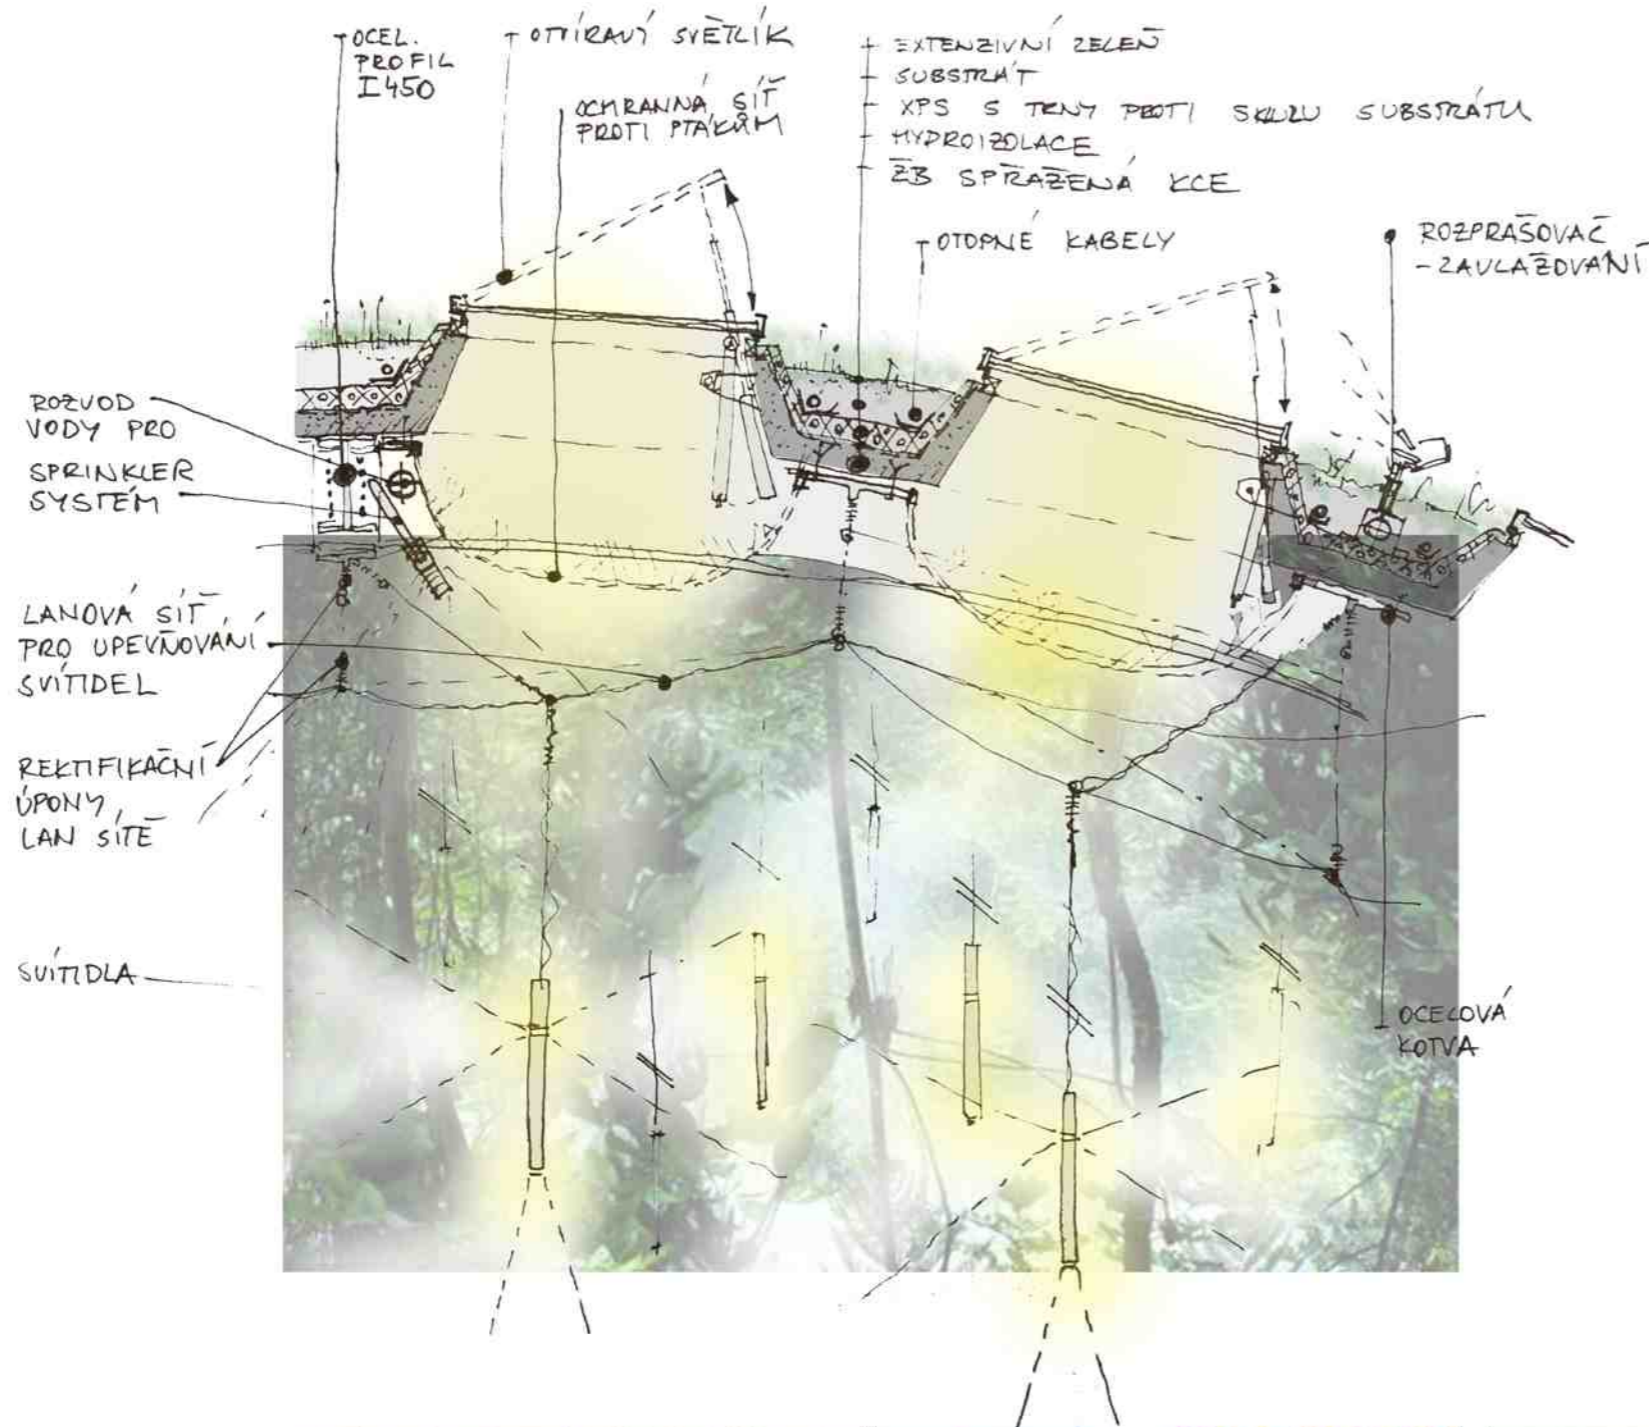 OCEL.
PROFIL
I450
OTVÍRAVÝ SVĚTLÍK
OCHRANNÁ SÍŤ
PROTI PTÁKŮM
EXTENZIVNÍ ZELEŇ
SUBSTRÁT
XPS S TRNY PROTI SKLUZU SUBSTRÁTU
HYDROIZOLACE
ŽB SPŘAŽENÁ KCE
OTOPNÉ KABELY
ROZPRAŠOVAČ
- ZAVLAŽOVÁNÍ
ROZVOD
VODY PRO
SPRINKLER
SYSTÉM
LANOVÁ SÍŤ
PRO UPEVŇOVÁNÍ
SVÍTIDEL
REKTIFIKAČNÍ
ÚPONY
LAN SÍTĚ
SVÍTIDLA
OCELOVÁ
KOTVA